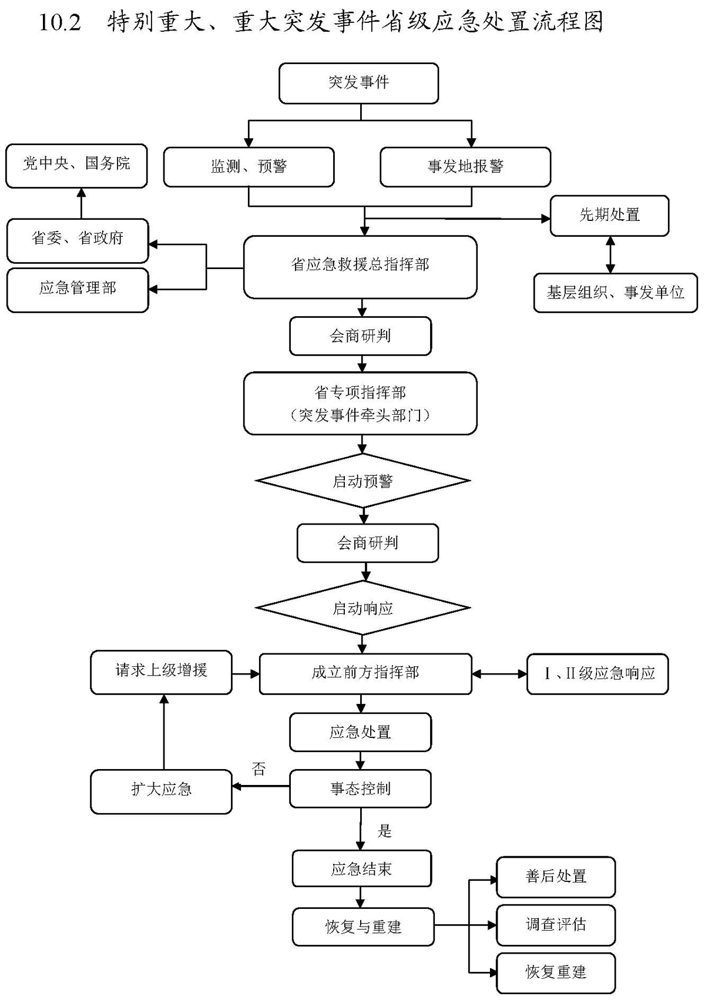 10.2 特别重大、重大突发事件省级应急处置流程图
突发事件
党中央、国务院
监测、预警
事发地报警
先期处置
省委、省政府
省应急救援总指挥部
应急管理部
基层组织、事发单位
会商研判
省专项指挥部
（突发事件牵头部门）
启动预警
会商研判
启动响应
请求上级增援
成立前方指挥部
Ⅰ、Ⅱ级应急响应
应急处置
否
扩大应急
事态控制
是
应急结束
善后处置
恢复与重建
调查评估
恢复重建